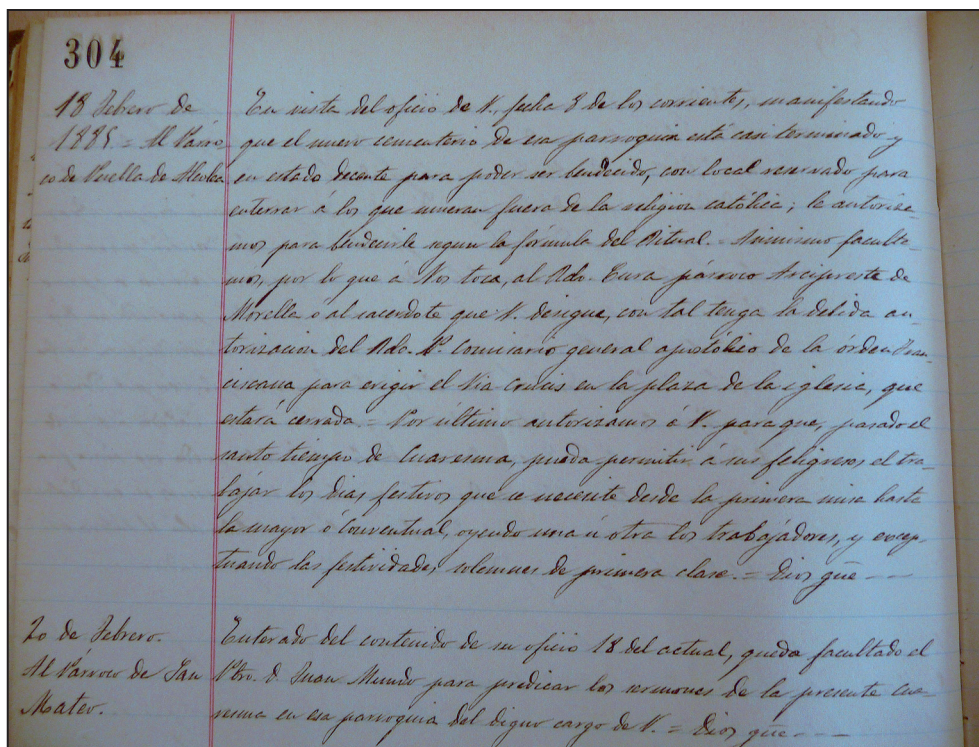 304
18 Febrero de
1885 = Al Párro
co de Vivella de Alcolea
En vista del oficio de V., fecha 8 de los corrientes, manifestando
que el nuevo cementerio de esa parroquia está casi terminado y
en estado decente para poder ser bendecido, con local reservado para
enterrar á los que mueran fuera de la religion católica; le autoriza-
mos para bendecirle segun la fórmula del Ritual. = Asimismo faculta-
mos, por lo que á Nos toca, al Rdo. Cura párroco Arcipreste de
Morella ó al sacerdote que V. designe, con tal tenga la debida au-
torizacion del Rdo. P. Comisario general apostólico de la órden Fran
ciscana para erigir el Via Crucis en la plaza de la iglesia, que
estará cerrada. = Por último autorizamos á V. para que, pasado el
santo tiempo de Cuaresma, pueda permitir á sus feligreses el tra-
bajar los dias festivos que se necesite desde la primera misa hasta
la mayor ó Conventual, oyendo una ú otra los trabajadores, y excep-
tuando las festividades solemnes de primera clase. = Dios gue ---
20 de Febrero.
Al Párroco de San
Mateo.
Enterado del contenido de su oficio 18 del actual, queda facultado el
Pbro. D. Juan Mundo para predicar los sermones de la presente cua-
resma en esa parroquia del digno cargo de V. = Dios gue ----